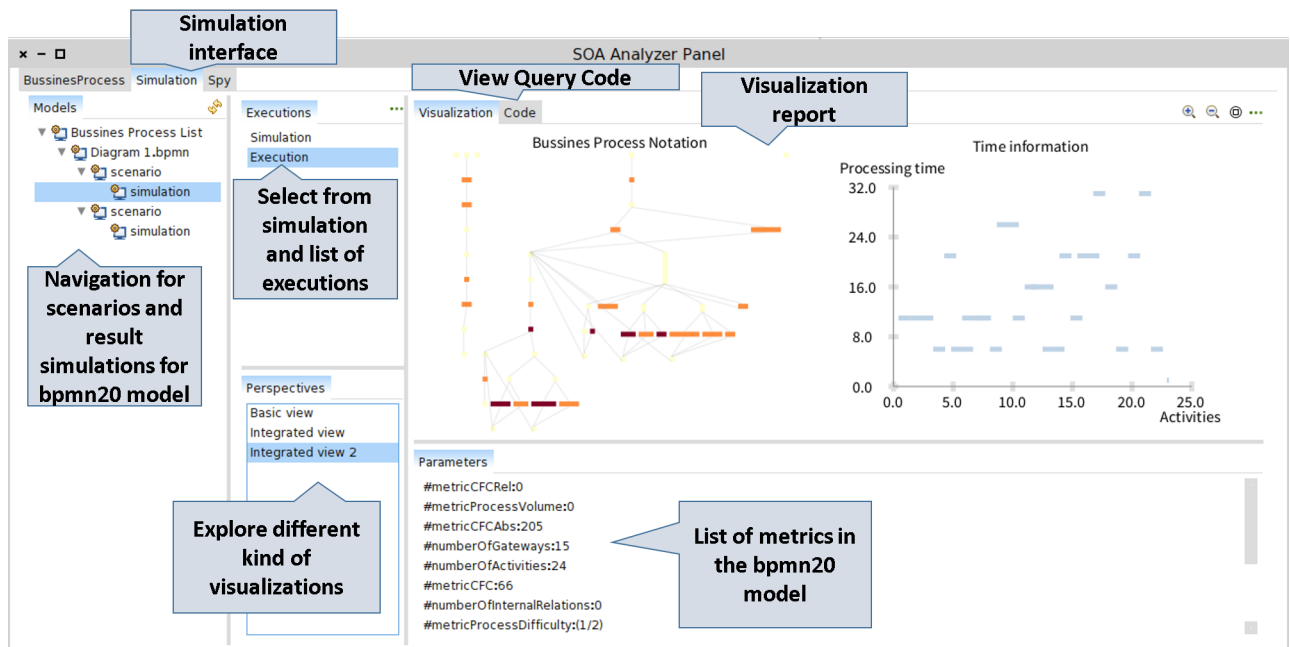 Simulation
interface
SOA Analyzer Panel
BussinesProcess
Simulation
Spy
View Query Code
Visualization
report
Models
Bussines Process List
Diagram 1.bpmn
scenario
simulation
scenario
simulation
Navigation for
scenarios and
result
simulations for
bpmn20 model
Executions
Simulation
Execution
Select from
simulation
and list of
executions
Perspectives
Basic view
Integrated view
Integrated view 2
Explore different
kind of
visualizations
Visualization
Code
Bussines Process Notation
Time information
Processing time
32.0
24.0
16.0
8.0
0.0
0.0 5.0 10.0 15.0 20.0 25.0
Activities
Parameters
#metricCFCRel:0
#metricProcessVolume:0
#metricCFCAbs:205
#numberOfGateways:15
#numberOfActivities:24
#metricCFC:66
#numberOfInternalRelations:0
#metricProcessDifficulty:(1/2)
List of metrics in
the bpmn20
model